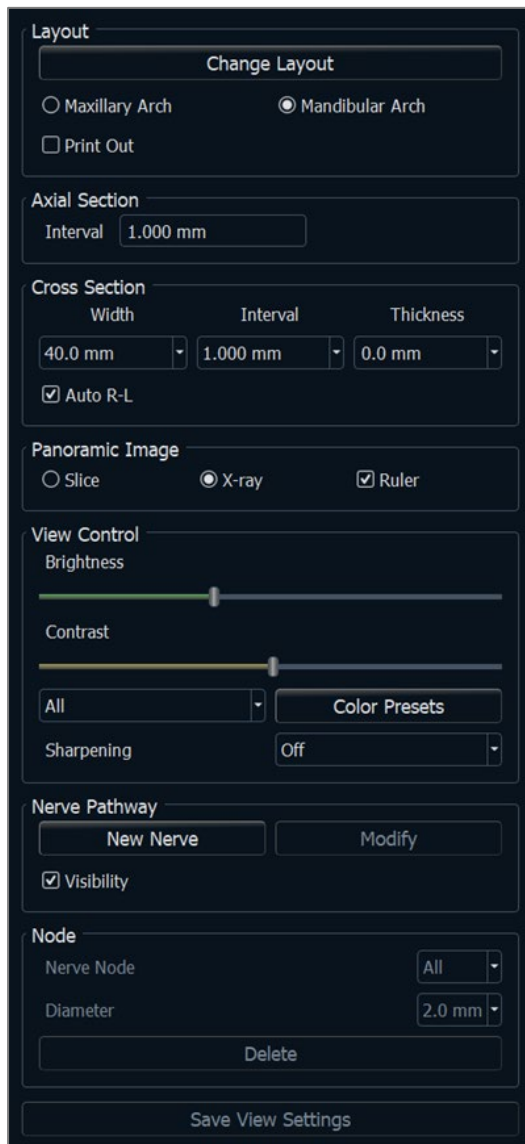 Layout
Change Layout
Maxillary Arch Mandibular Arch
Print Out
Axial Section
Interval 1.000 mm
Cross Section
Width Interval Thickness
40.0 mm 1.000 mm 0.0 mm
Auto R-L
Panoramic Image
Slice X-ray Ruler
View Control
Brightness
Contrast
All Color Presets
Sharpening Off
Nerve Pathway
New Nerve Modify
Visibility
Node
Nerve Node All
Diameter 2.0 mm
Delete
Save View Settings